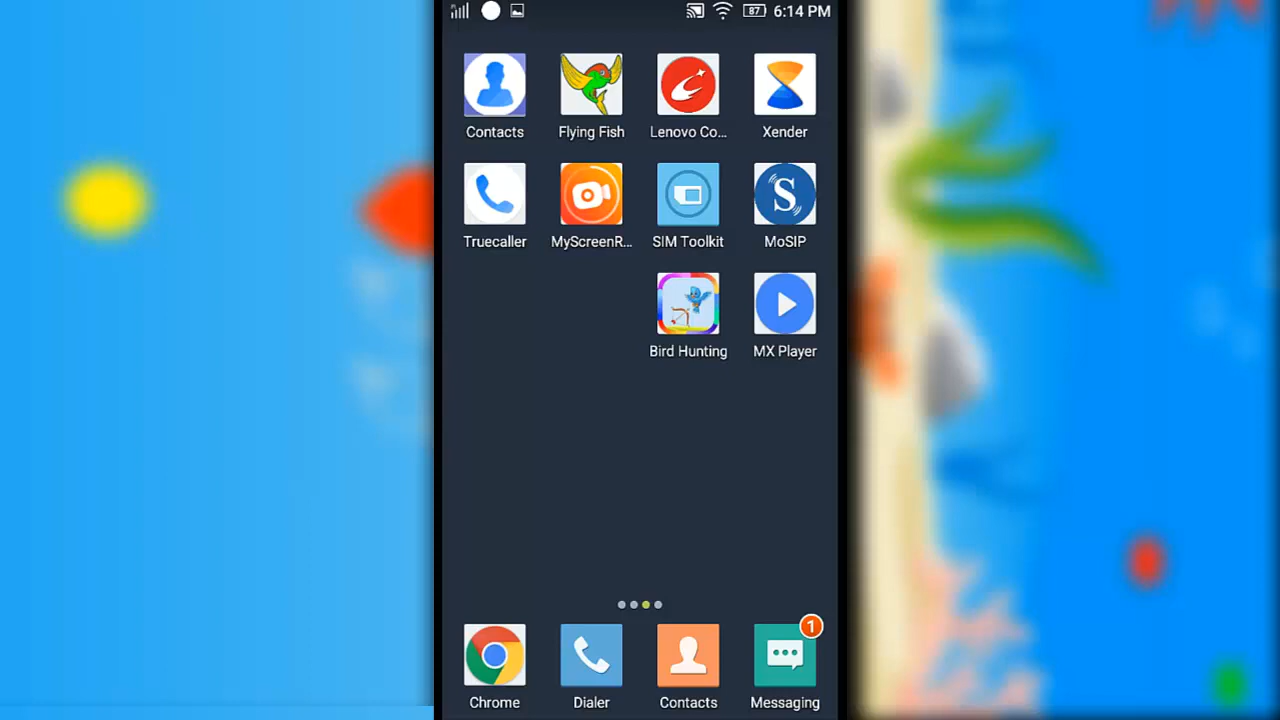 87 6:14 PM
Contacts Flying Fish Lenovo Co... Xender
Truecaller MyScreenR... SIM Toolkit S MoSIP
Bird Hunting MX Player
1
Chrome Dialer Contacts Messaging